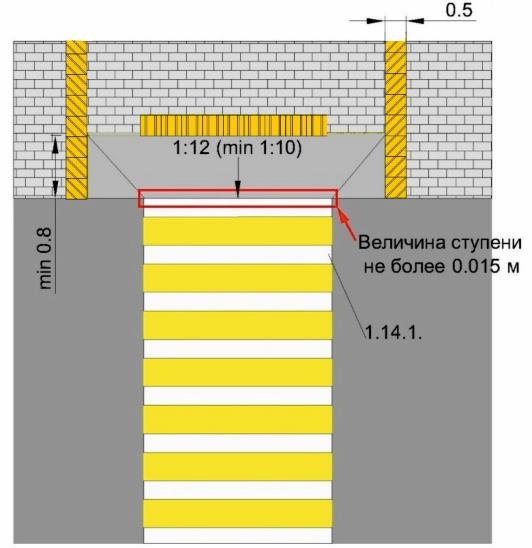 0.5
1:12 (min 1:10)
min 0.8
Величина ступени
не более 0.015 м
1.14.1.